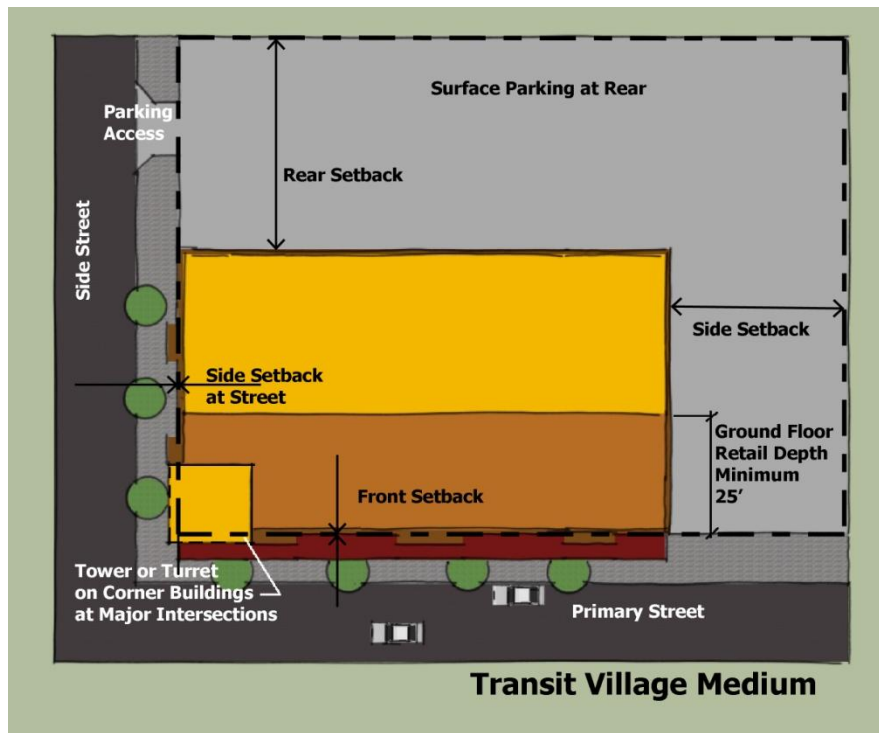 Surface Parking at Rear
Parking
Access
Rear Setback
Side Street
Side Setback
Side Setback
at Street
Ground Floor
Retail Depth
Minimum
25’
Front Setback
Tower or Turret
on Corner Buildings
at Major Intersections
Primary Street
Transit Village Medium